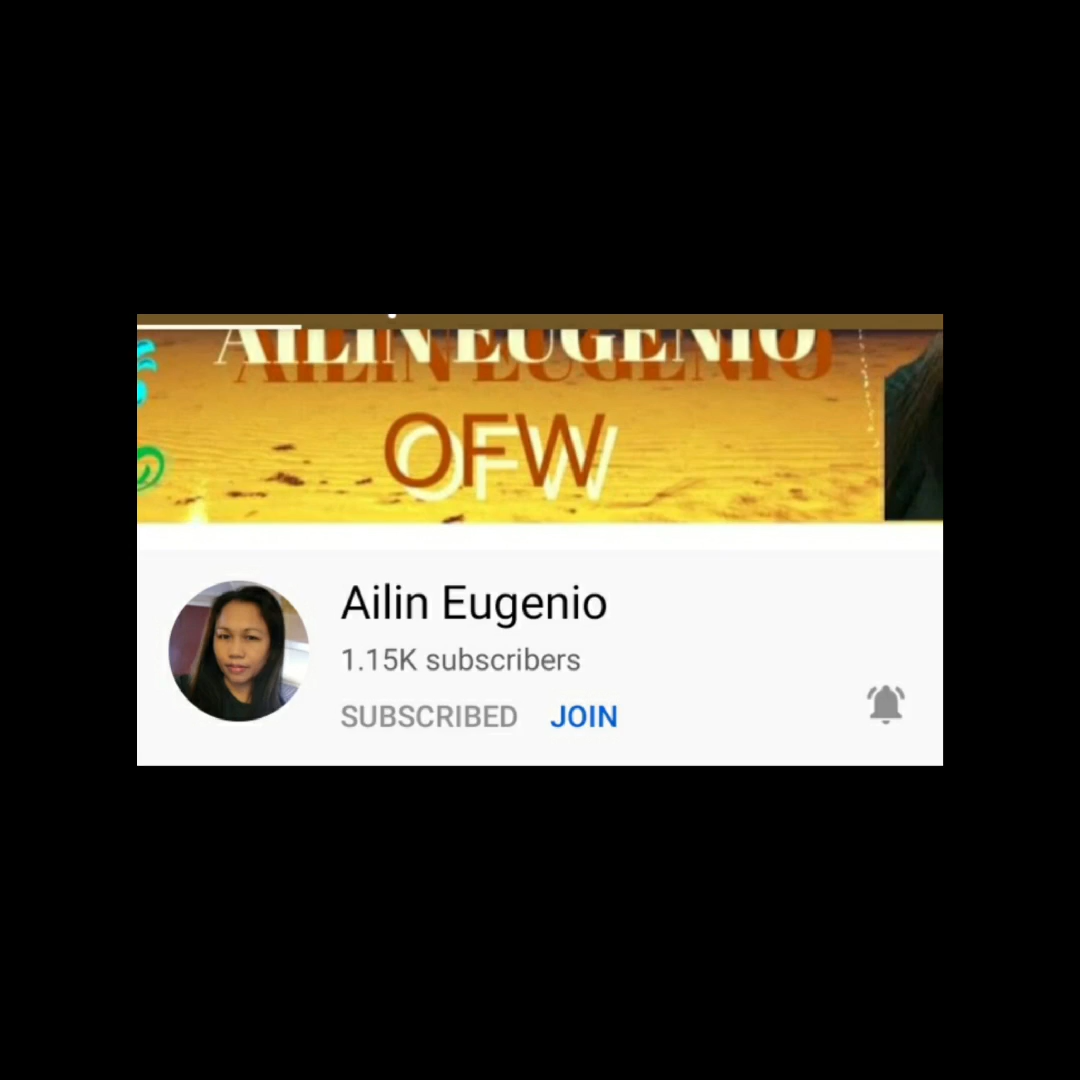 AILIN EUGENIO
OFW
Ailin Eugenio
1.15K subscribers
SUBSCRIBED JOIN